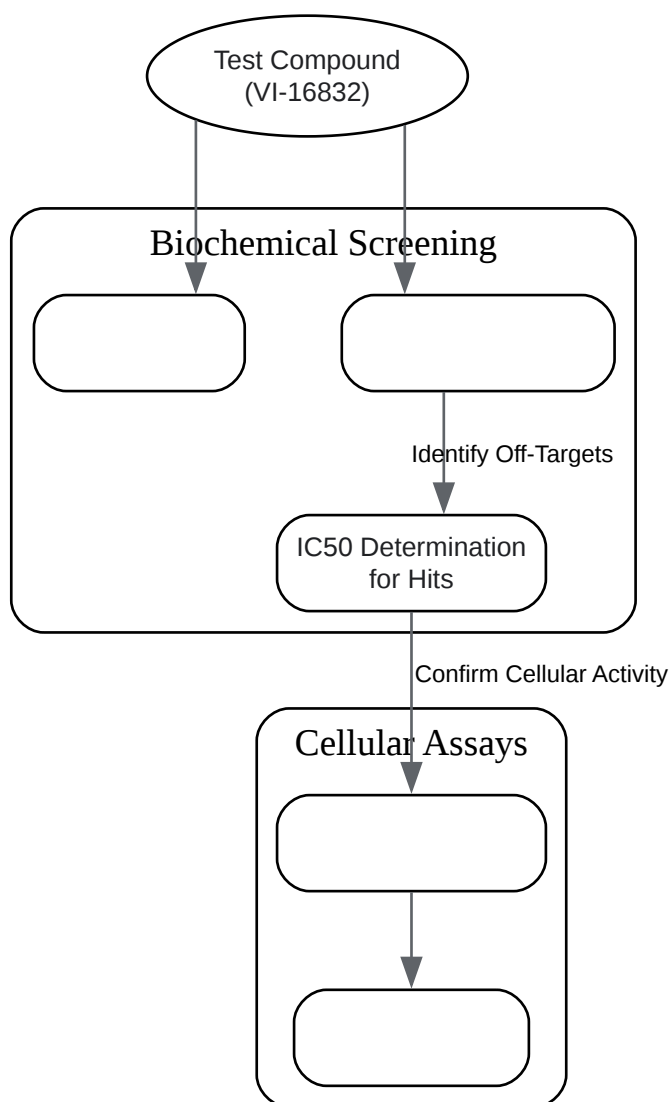 Test Compound
(VI-16832)
Biochemical Screening
Identify Off-Targets
IC50 Determination
for Hits
Confirm Cellular Activity
Cellular Assays